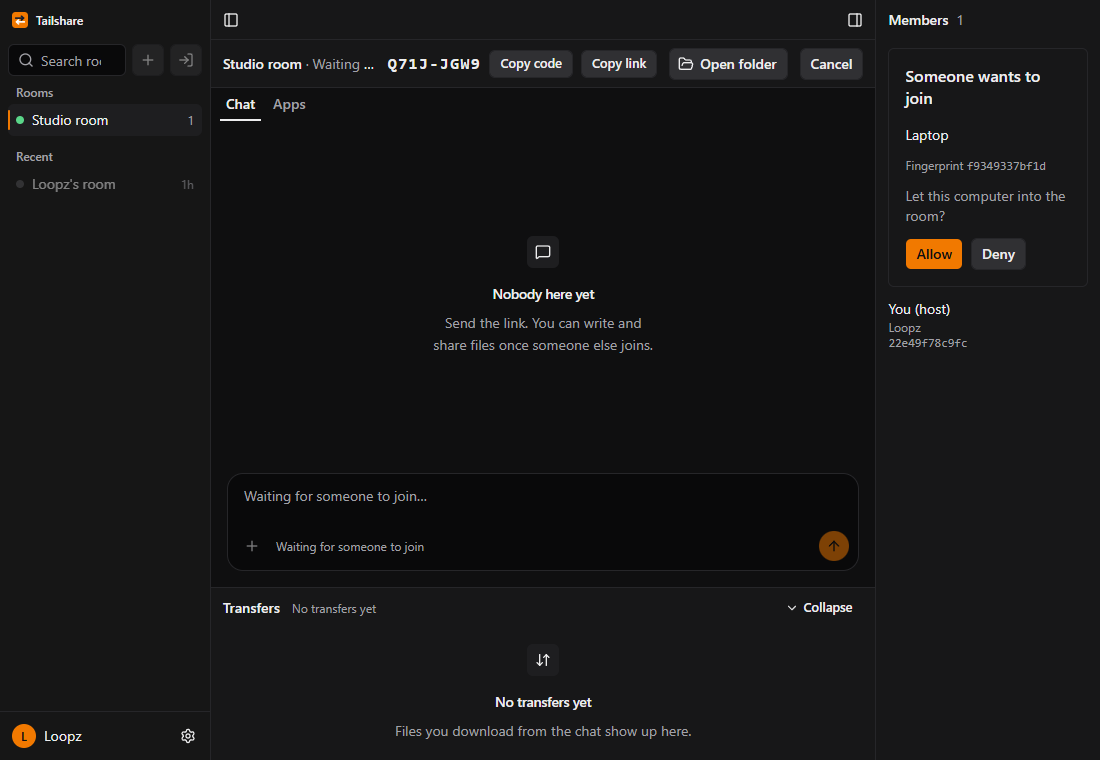 Tailshare
Search roo
Rooms
Studio room 1
Recent
Loopz's room 1h
Loopz
Studio room · Waiting ... Q71J-JGW9 Copy code Copy link Open folder Cancel
Chat Apps
Nobody here yet
Send the link. You can write and
share files once someone else joins.
Waiting for someone to join...
Waiting for someone to join
Transfers No transfers yet Collapse
No transfers yet
Files you download from the chat show up here.
Members 1
Someone wants to
join
Laptop
Fingerprint f9349337bf1d
Let this computer into the
room?
Allow Deny
You (host)
Loopz
22e49f78c9fc
L